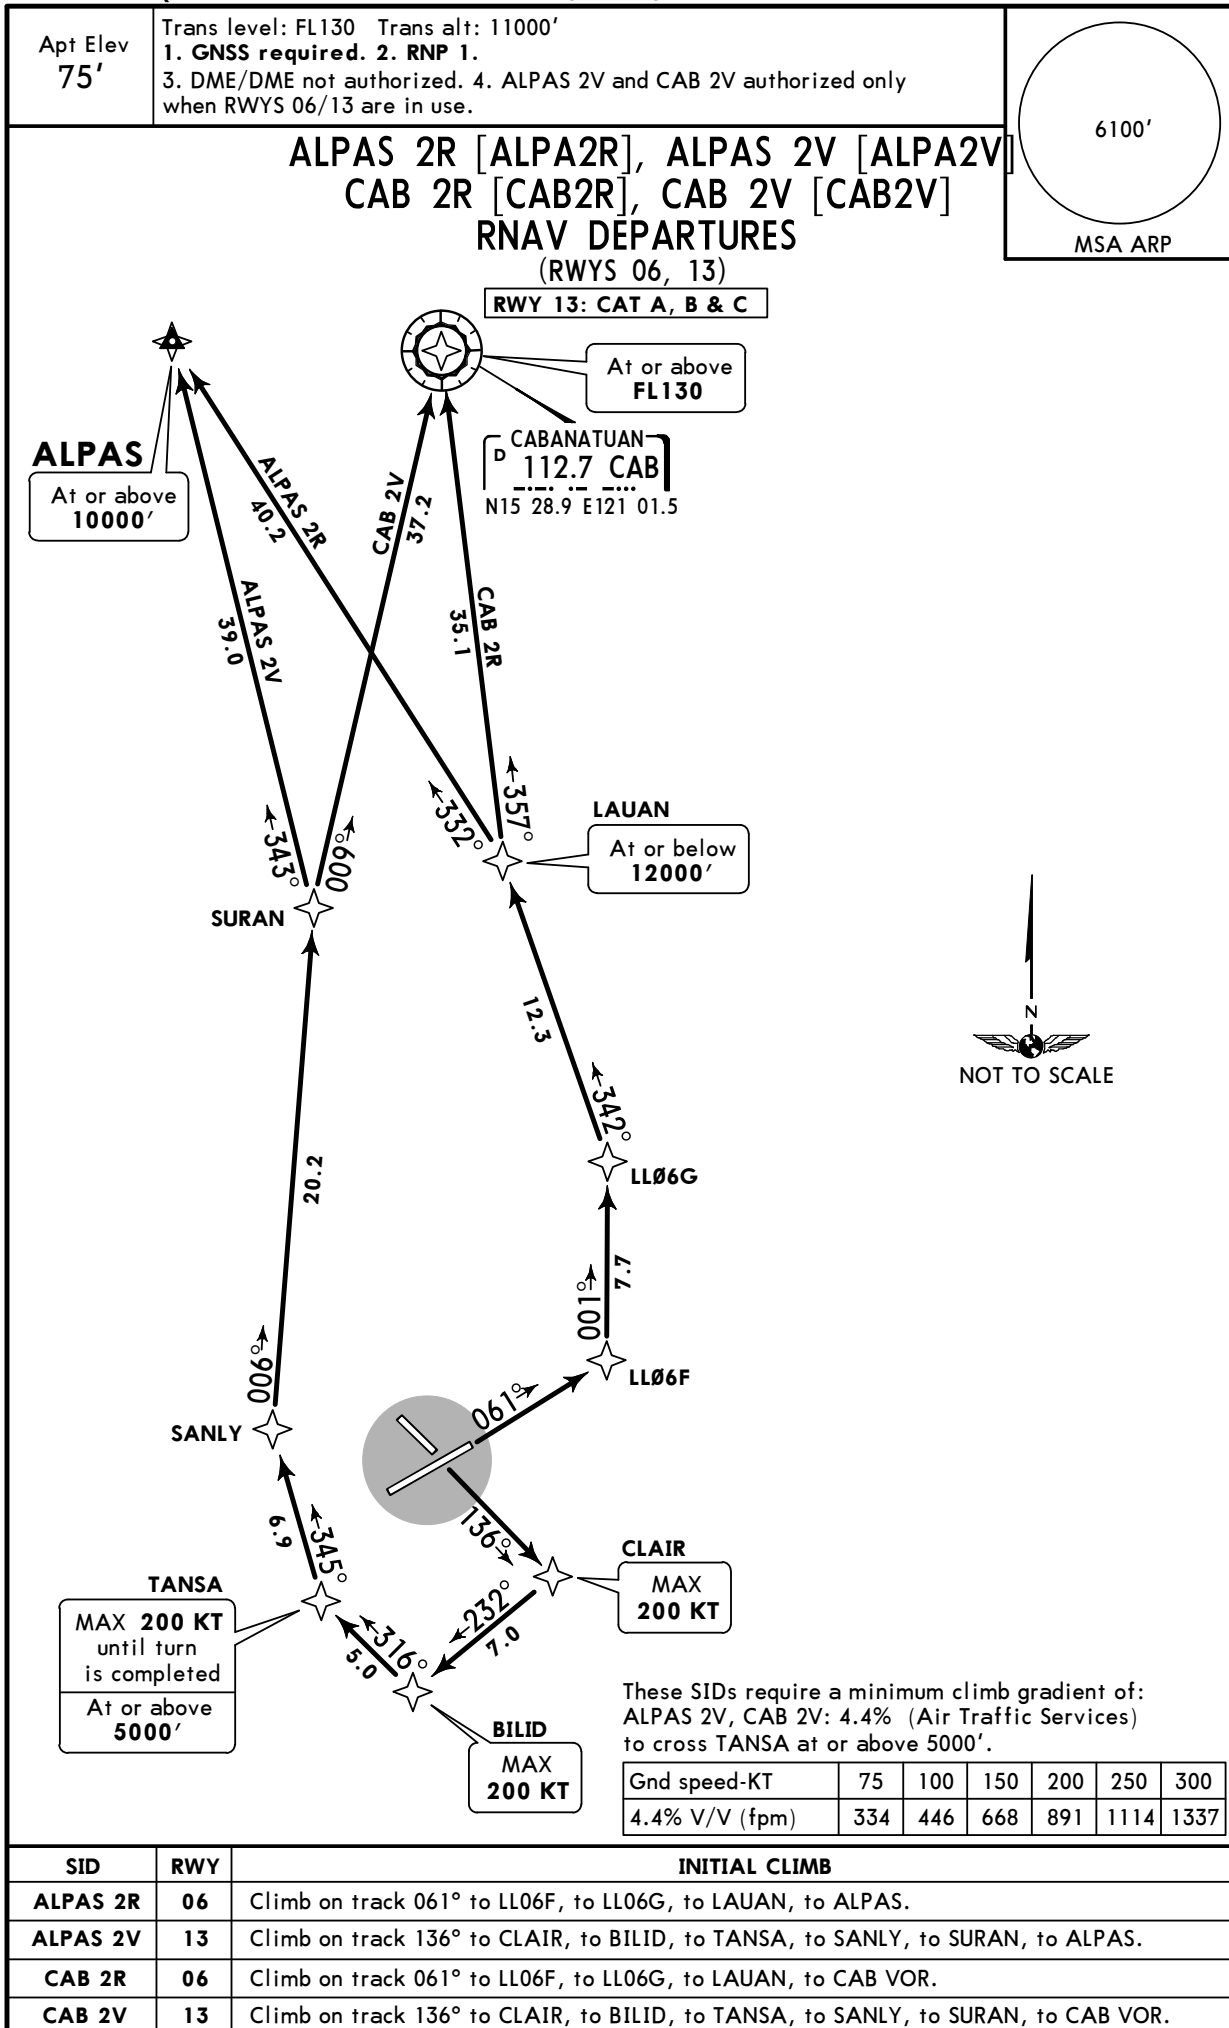 Apt Elev
75'
Trans level: FL130 Trans alt: 11000'
1. GNSS required. 2. RNP 1.
3. DME/DME not authorized. 4. ALPAS 2V and CAB 2V authorized only
when RWYS 06/13 are in use.
6100'
MSA ARP
ALPAS 2R [ALPA2R], ALPAS 2V [ALPA2V]
CAB 2R [CAB2R], CAB 2V [CAB2V]
RNAV DEPARTURES
(RWYS 06, 13)
RWY 13: CAT A, B & C
At or above
FL130
CABANATUAN
D 112.7 CAB
N15 28.9 E121 01.5
ALPAS
At or above
10000'
ALPAS 2R
40.2
CAB 2V
37.2
ALPAS 2V
39.0
CAB 2R
35.1
343°
009°
332°
357°
LAUAN
At or below
12000'
SURAN
12.3
N
NOT TO SCALE
342°
LLØ6G
20.2
7.7
001°
006°
LLØ6F
061°
SANLY
136°
6.9
345°
CLAIR
MAX
200 KT
TANSA
MAX 200 KT
until turn
is completed
At or above
5000'
232°
7.0
316°
5.0
BILID
MAX
200 KT
These SIDs require a minimum climb gradient of:
ALPAS 2V, CAB 2V: 4.4% (Air Traffic Services)
to cross TANSA at or above 5000'.
Gnd speed-KT 75 100 150 200 250 300
4.4% V/V (fpm) 334 446 668 891 1114 1337
SID RWY INITIAL CLIMB
ALPAS 2R 06 Climb on track 061° to LL06F, to LL06G, to LAUAN, to ALPAS.
ALPAS 2V 13 Climb on track 136° to CLAIR, to BILID, to TANSA, to SANLY, to SURAN, to ALPAS.
CAB 2R 06 Climb on track 061° to LL06F, to LL06G, to LAUAN, to CAB VOR.
CAB 2V 13 Climb on track 136° to CLAIR, to BILID, to TANSA, to SANLY, to SURAN, to CAB VOR.